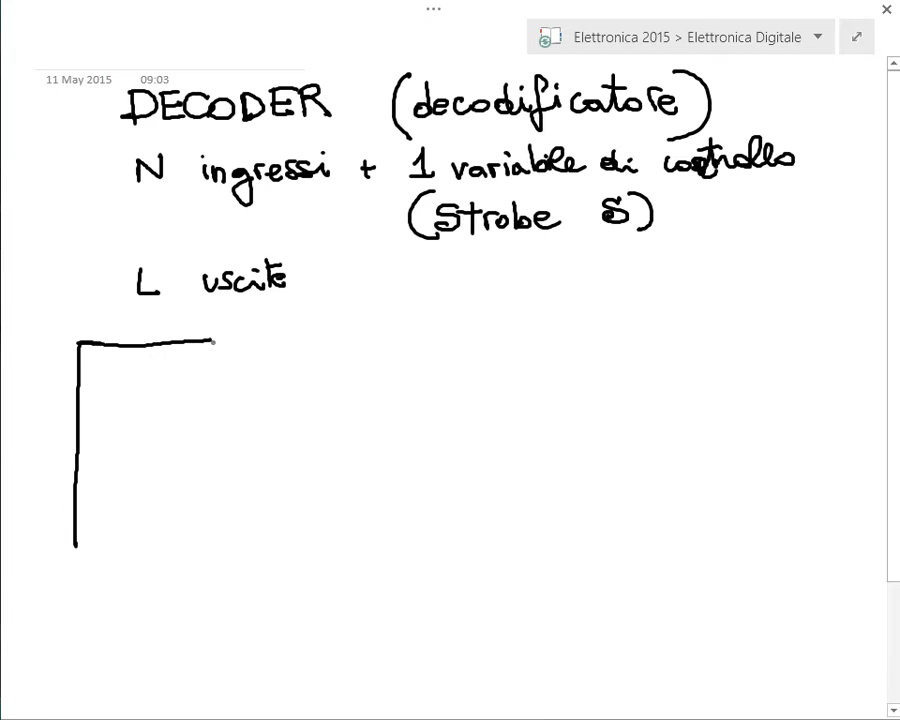 Elettronica 2015 > Elettronica Digitale
11 May 2015 09:03
DECODER (decodificatore)
N ingressi + 1 variabile di controllo
(Strobe S)
L uscite